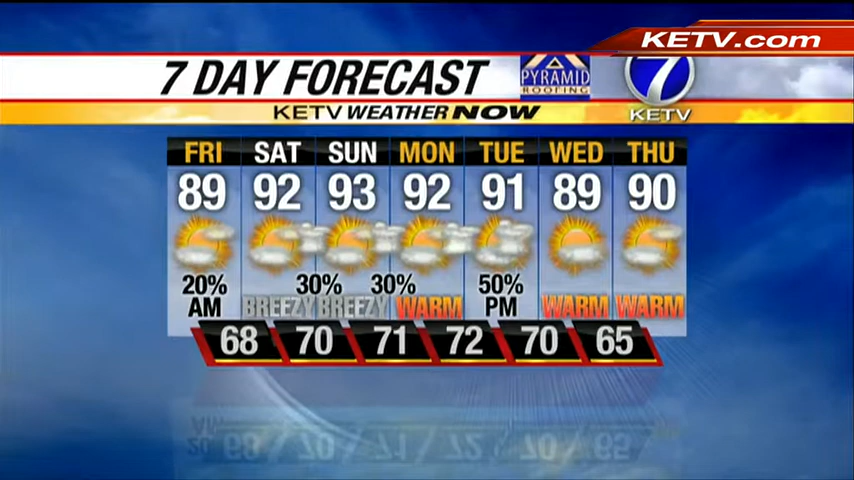 KETV.com
7 DAY FORECAST
PYRAMID
ROOFING
7
KETV
KETV WEATHER NOW
FRI SAT SUN MON TUE WED THU
89 92 93 92 91 89 90
20% 30% 30% 50%
AM BREEZY BREEZY WARM PM WARM WARM
68 70 71 72 70 65